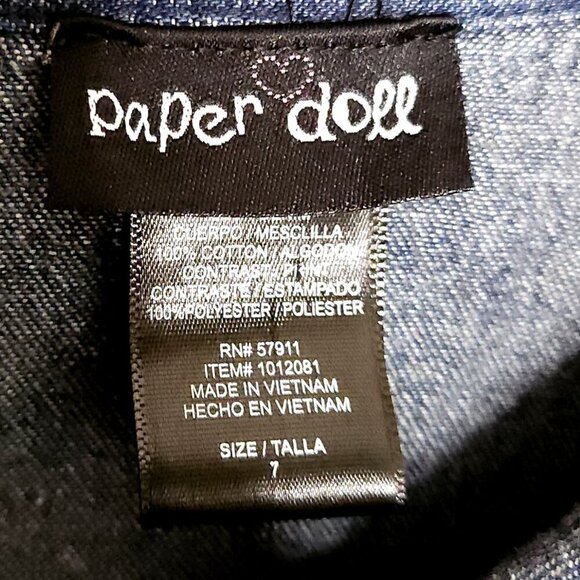 paper doll
CUERPO / MESCLILLA
100% COTTON / ALGODON
CONTRAST PRINT
CONTRASTE / ESTAMPADO
100% POLYESTER / POLIESTER
RN# 57911
ITEM# 1012081
MADE IN VIETNAM
HECHO EN VIETNAM
SIZE / TALLA
7